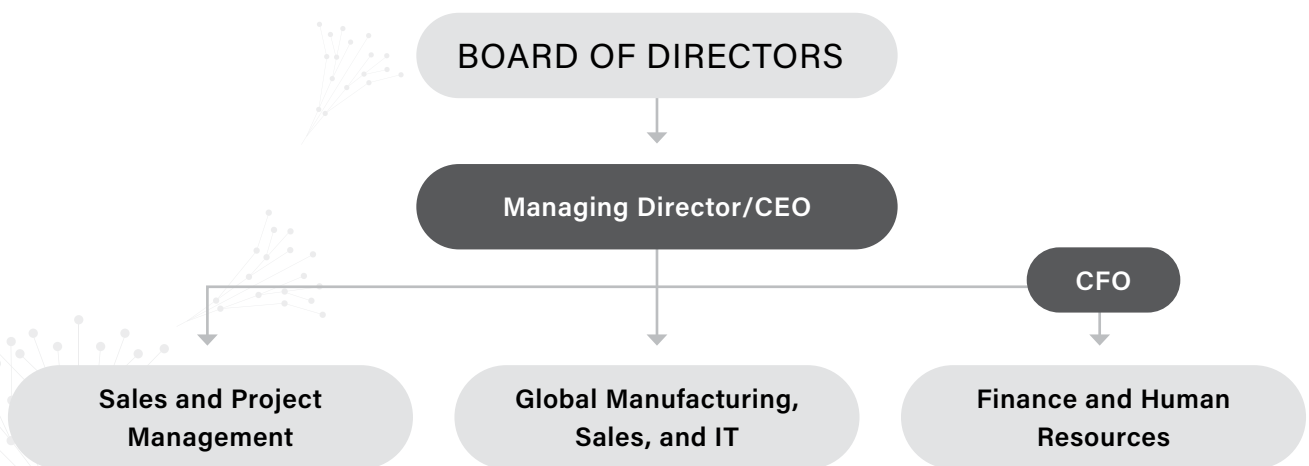 BOARD OF DIRECTORS
Managing Director/CEO
CFO
Sales and Project
Management
Global Manufacturing,
Sales, and IT
Finance and Human
Resources